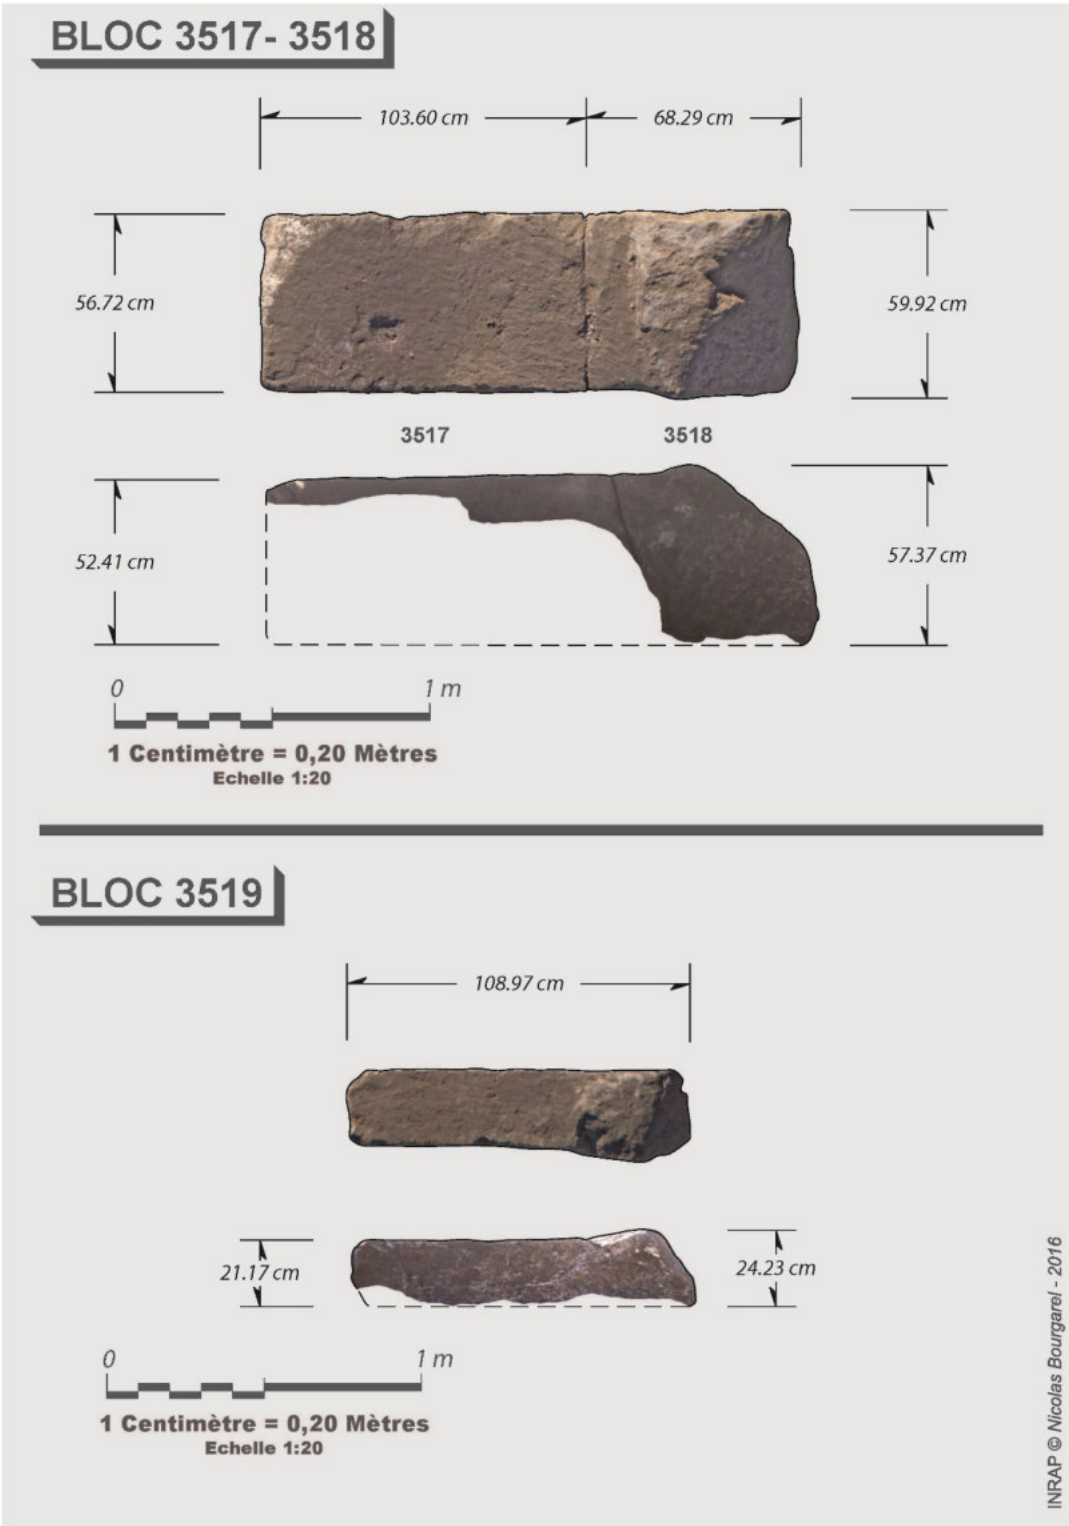 BLOC 3517- 3518
103.60 cm
68.29 cm
56.72 cm
59.92 cm
3517
3518
52.41 cm
57.37 cm
0
1 m
1 Centimètre = 0,20 Mètres
Echelle 1:20
BLOC 3519
108.97 cm
21.17 cm
24.23 cm
0
1 m
1 Centimètre = 0,20 Mètres
Echelle 1:20
INRAP © Nicolas Bourgarel - 2016